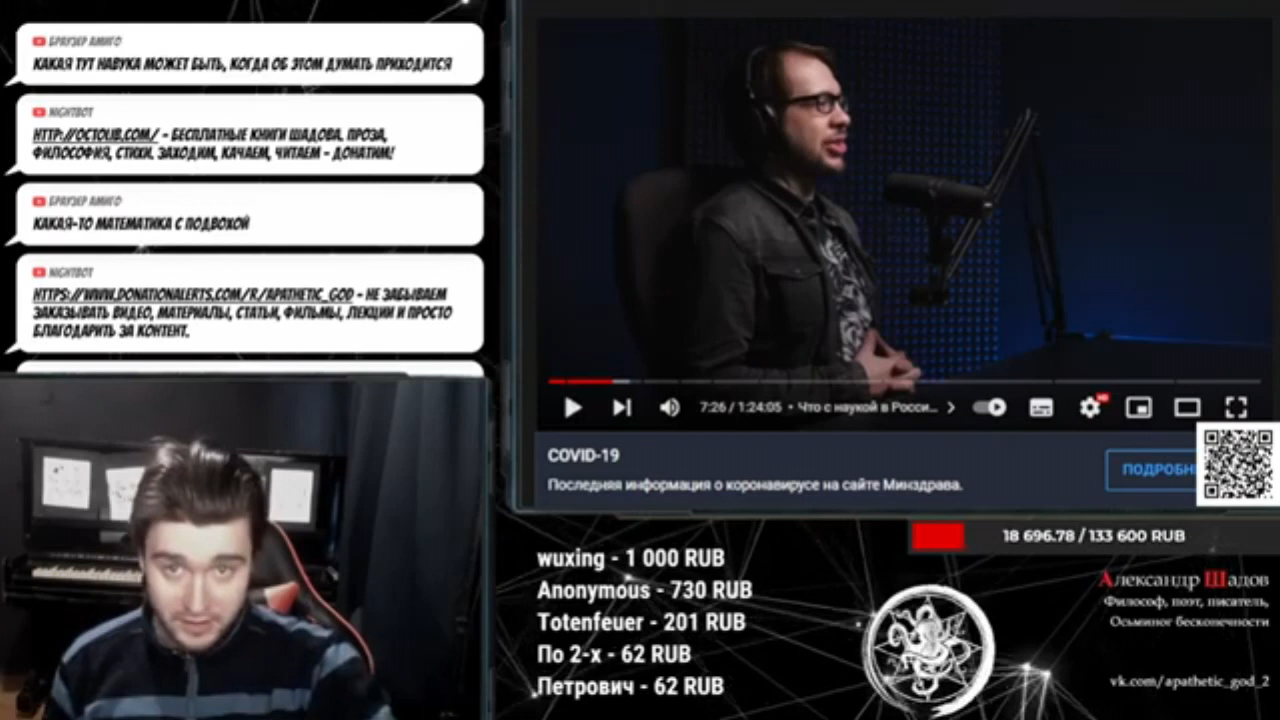 БРАУЗЕР АМИГО
КАКАЯ ТУТ НАВУКА МОЖЕТ БЫТЬ, КОГДА ОБ ЭТОМ ДУМАТЬ ПРИХОДИТСЯ
NIGHTBOT
HTTP://OCTOLIB.COM/ - БЕСПЛАТНЫЕ КНИГИ ШАДОВА. ПРОЗА,
ФИЛОСОФИЯ, СТИХИ. ЗАХОДИМ, КАЧАЕМ, ЧИТАЕМ - ДОНАТИМ!
БРАУЗЕР АМИГО
КАКАЯ-ТО МАТЕМАТИКА С ПОДВОХОЙ
NIGHTBOT
HTTPS://WWW.DONATIONALERTS.COM/R/APATHETIC_GOD - НЕ ЗАБЫВАЕМ
ЗАКАЗЫВАТЬ ВИДЕО, МАТЕРИАЛЫ, СТАТЬИ, ФИЛЬМЫ, ЛЕКЦИИ И ПРОСТО
БЛАГОДАРИТЬ ЗА КОНТЕНТ.
7:26 / 1:24:05 • Что с наукой в Росси...
HD
COVID-19
Последняя информация о коронавирусе на сайте Минздрава.
ПОДРОБН
18 696.78 / 133 600 RUB
wuxing - 1 000 RUB
Anonymous - 730 RUB
Totenfeuer - 201 RUB
По 2-х - 62 RUB
Петрович - 62 RUB
Александр Шадов
Философ, поэт, писатель,
Осьминог бесконечности
vk.com/apathetic_god_2